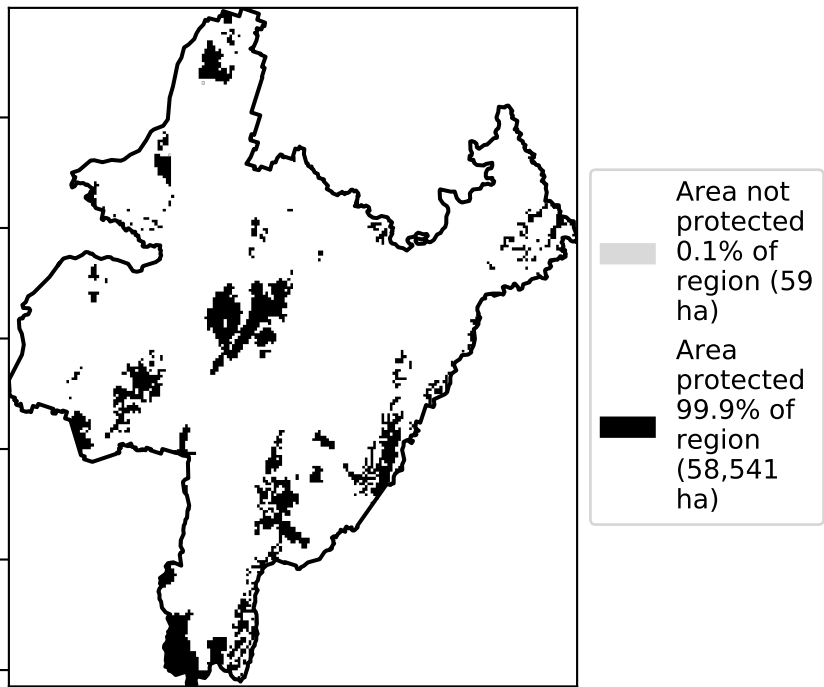 Area not
protected
0.1% of
region (59
ha)
Area
protected
99.9% of
region
(58,541
ha)